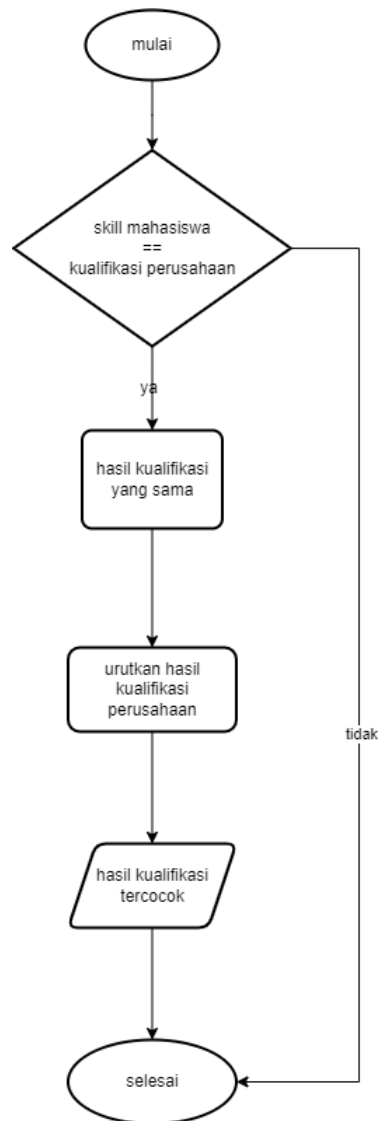 mulai
skill mahasiswa
==
kualifikasi perusahaan
ya
hasil kualifikasi
yang sama
urutkan hasil
kualifikasi
perusahaan
tidak
hasil kualifikasi
tercocok
selesai